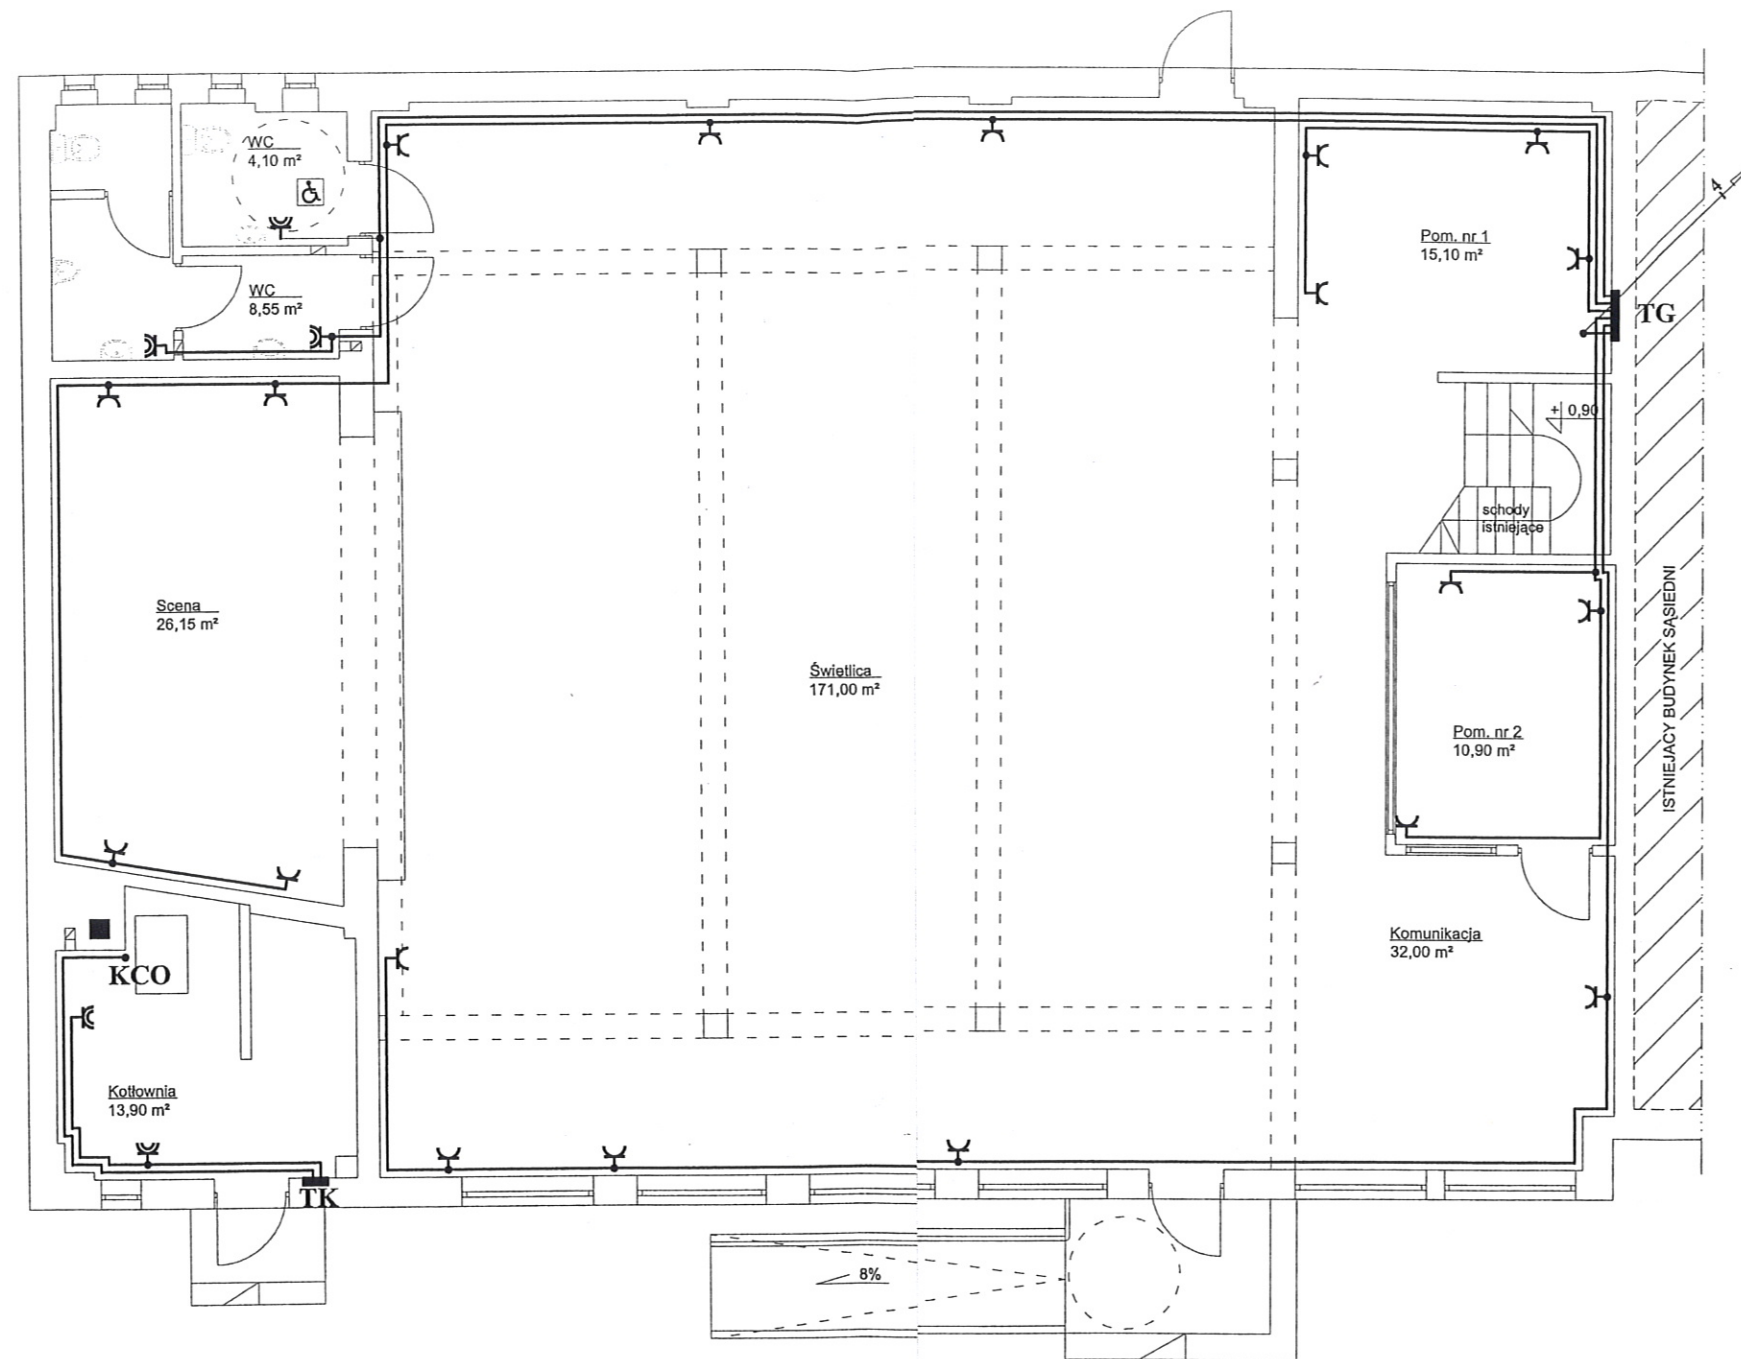 WC
4,10 m²
WC
8,55 m²
Pom. nr 1
15,10 m²
4
TG
+ 0,90
schody
istniejące
Scena
26,15 m²
Świetlica
171,00 m²
Pom. nr 2
10,90 m²
ISTNIEJACY BUDYNEK SĄSIEDNI
Komunikacja
32,00 m²
KCO
Kotłownia
13,90 m²
TK
8%